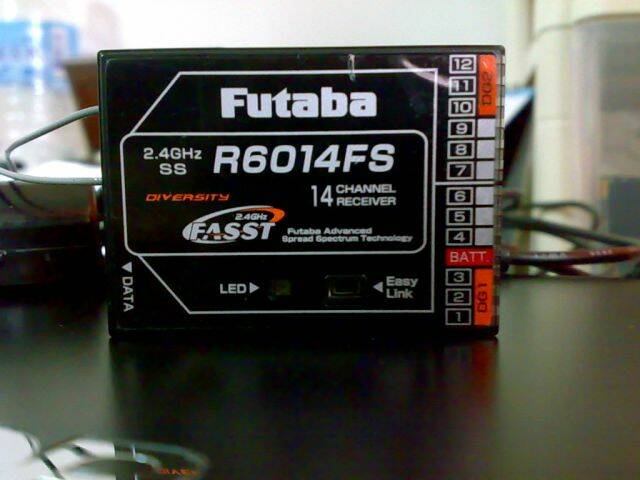 Futaba
2.4GHz
SS
R6014FS
DIVERSITY
14 CHANNEL
RECEIVER
2.4GHz
FASST
Futaba Advanced
Spread Spectrum Technology
◀ DATA
LED▶
◀Easy
Link
12
11
10
DG2
9
8
7
6
5
4
BATT.
3
2
1
DG1